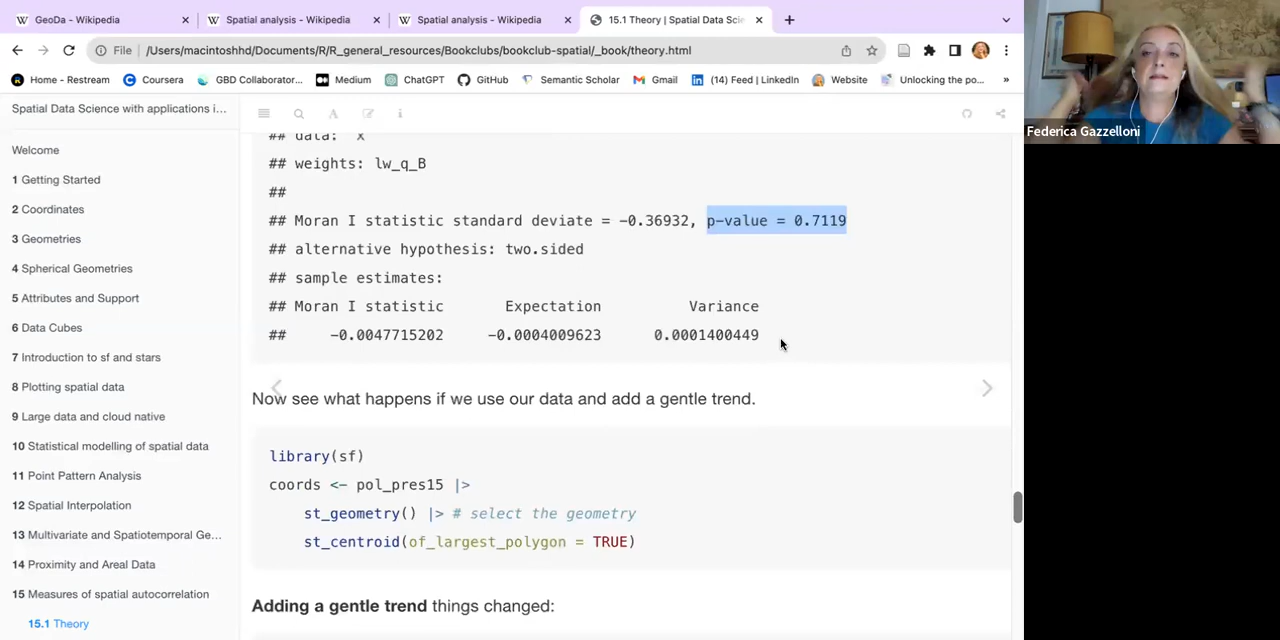 GeoDa - Wikipedia
Spatial analysis - Wikipedia
Spatial analysis - Wikipedia
15.1 Theory | Spatial Data Scie
File
/Users/macintoshhd/Documents/R/R_general_resources/Bookclubs/bookclub-spatial/_book/theory.html
Home - Restream
Coursera
GBD Collaborator...
Medium
ChatGPT
GitHub
Semantic Scholar
Gmail
(14) Feed | LinkedIn
Website
Unlocking the po...
»
Federica Gazzelloni
Spatial Data Science with applications i...
Welcome
1 Getting Started
2 Coordinates
3 Geometries
4 Spherical Geometries
5 Attributes and Support
6 Data Cubes
7 Introduction to sf and stars
8 Plotting spatial data
9 Large data and cloud native
10 Statistical modelling of spatial data
11 Point Pattern Analysis
12 Spatial Interpolation
13 Multivariate and Spatiotemporal Ge...
14 Proximity and Areal Data
15 Measures of spatial autocorrelation
15.1 Theory
## data: x
## weights: lw_q_B
##
## Moran I statistic standard deviate = -0.36932, p-value = 0.7119
## alternative hypothesis: two.sided
## sample estimates:
## Moran I statistic Expectation Variance
## -0.0047715202 -0.0004009623 0.0001400449
Now see what happens if we use our data and add a gentle trend.
library(sf)
coords <- pol_pres15 |>
st_geometry() |> # select the geometry
st_centroid(of_largest_polygon = TRUE)
Adding a gentle trend things changed: